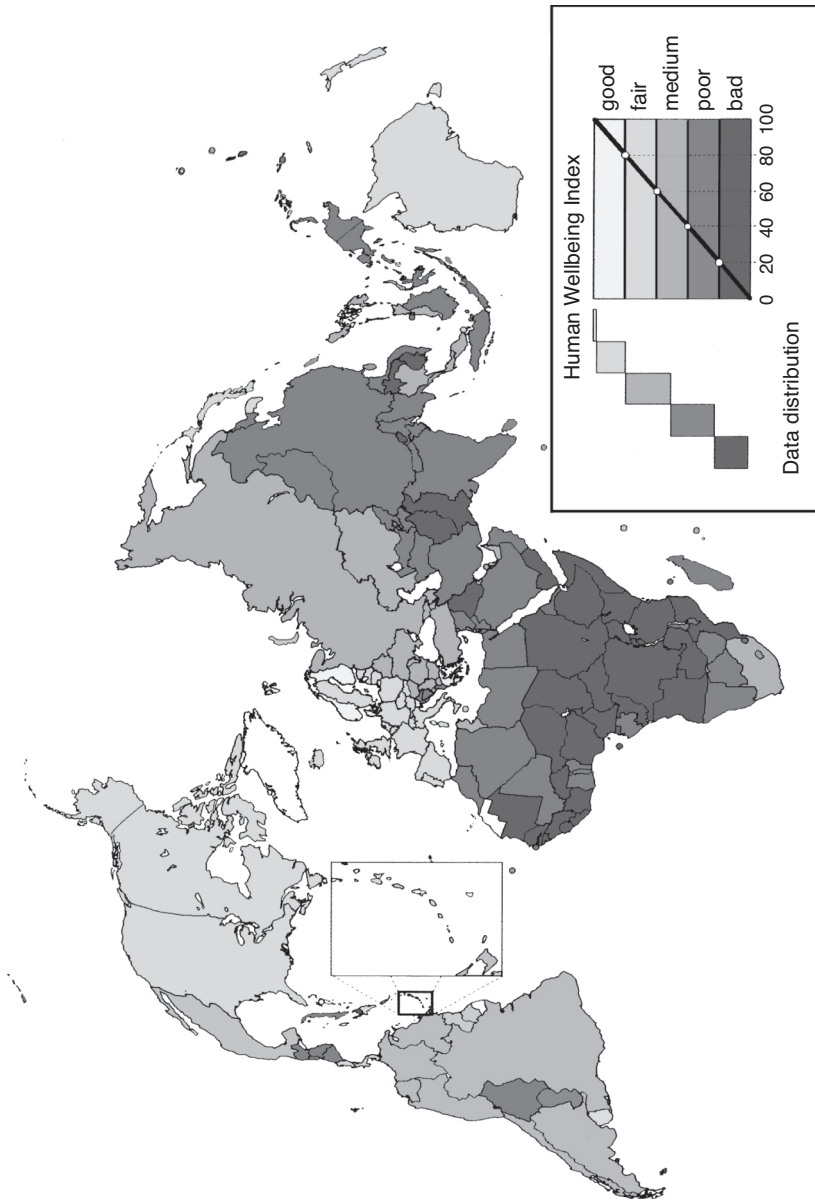 Human Wellbeing Index
good
fair
medium
poor
bad
0 20 40 60 80 100
Data distribution